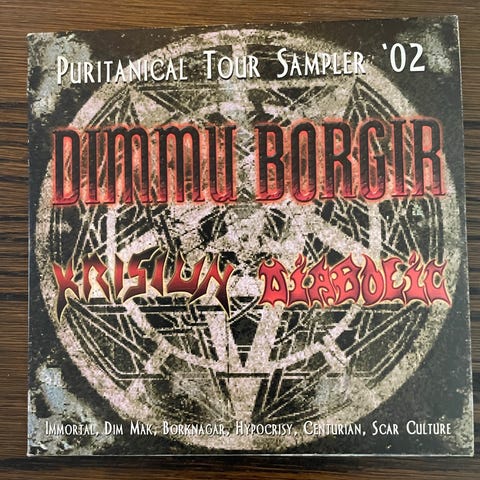 PURITANICAL TOUR SAMPLER '02
DIMMU BORGIR
KRISIUN DIABOLIC
IMMORTAL, DIM MAK, BORKNAGAR, HYPOCRISY, CENTURIAN, SCAR CULTURE